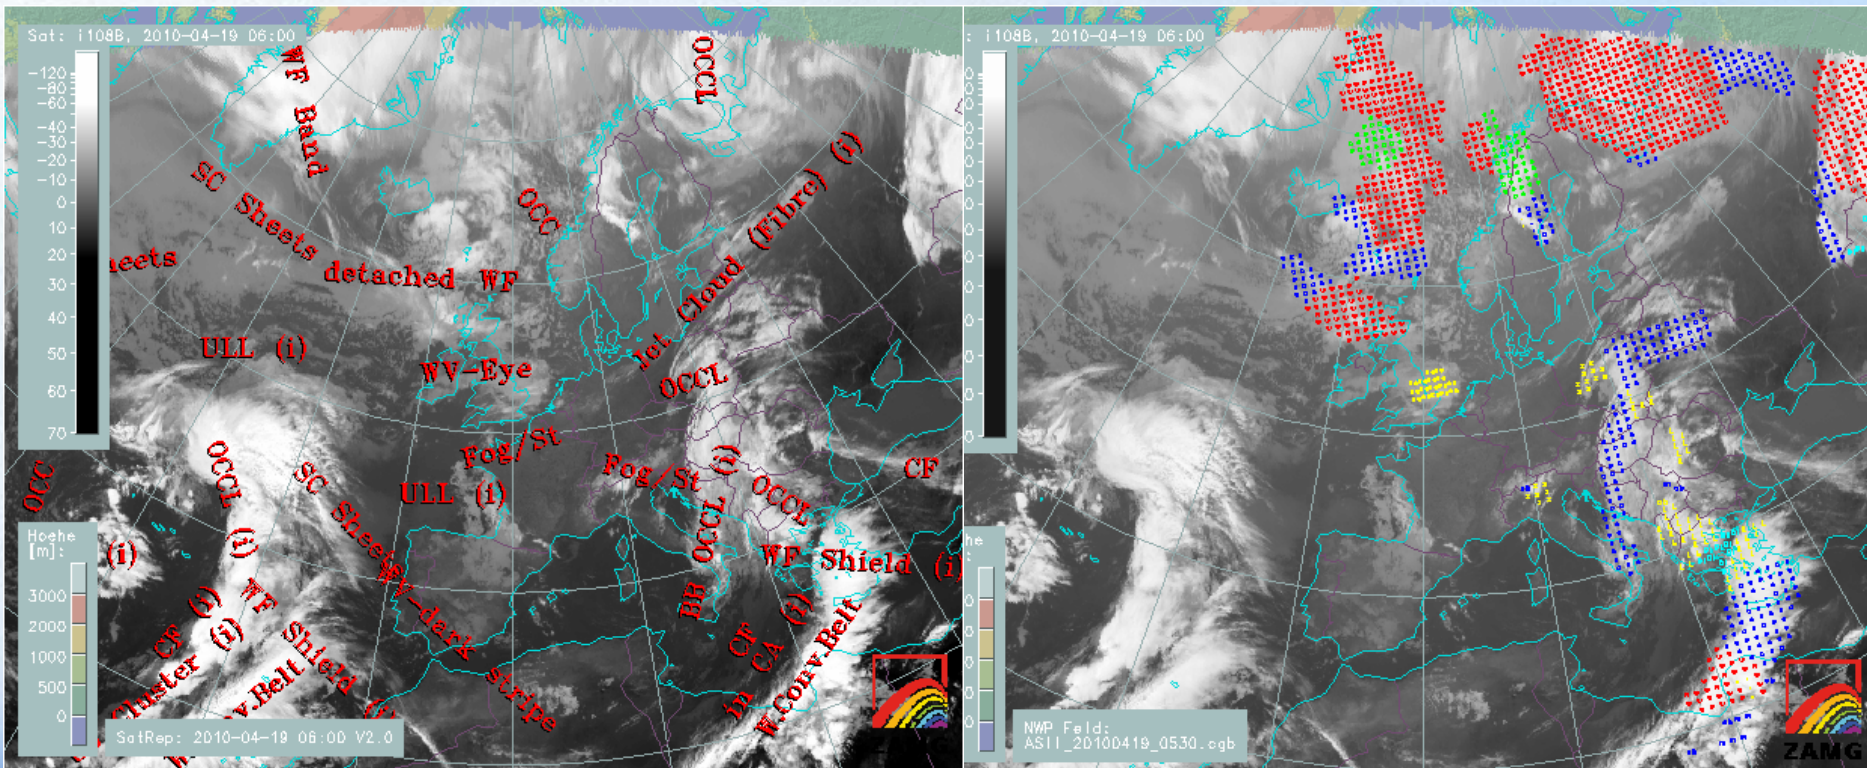 Sat: i108B, 2010-04-19 06:00
-120
-80
-60
-40
-30
-20
-10
0
10
20
30
40
50
60
70
WF Band
OCCL
SC Sheets detached WF
OCC
Jet Cloud (Fibre) (i)
ULL (i)
WV-Eye
OCCL
OCC
OCCL (i)
SC Sheets
Fog/St
ULL (i)
Fog/St
BB OCCL (i)
OCCL
CF
(i)
WF Shield (i)
CF (i)
WF Shield
WV-dark stripe
CF (i)
in CA
W.Conv.Belt
Cluster (i)
v.Belt
Hoehe
[m]:
3000
2000
1000
500
0
SatRep: 2010-04-19 06:00 V2.0
: i108B, 2010-04-19 06:00
NWP Feld:
ASII_20100419_0530.cgb
ZAMG